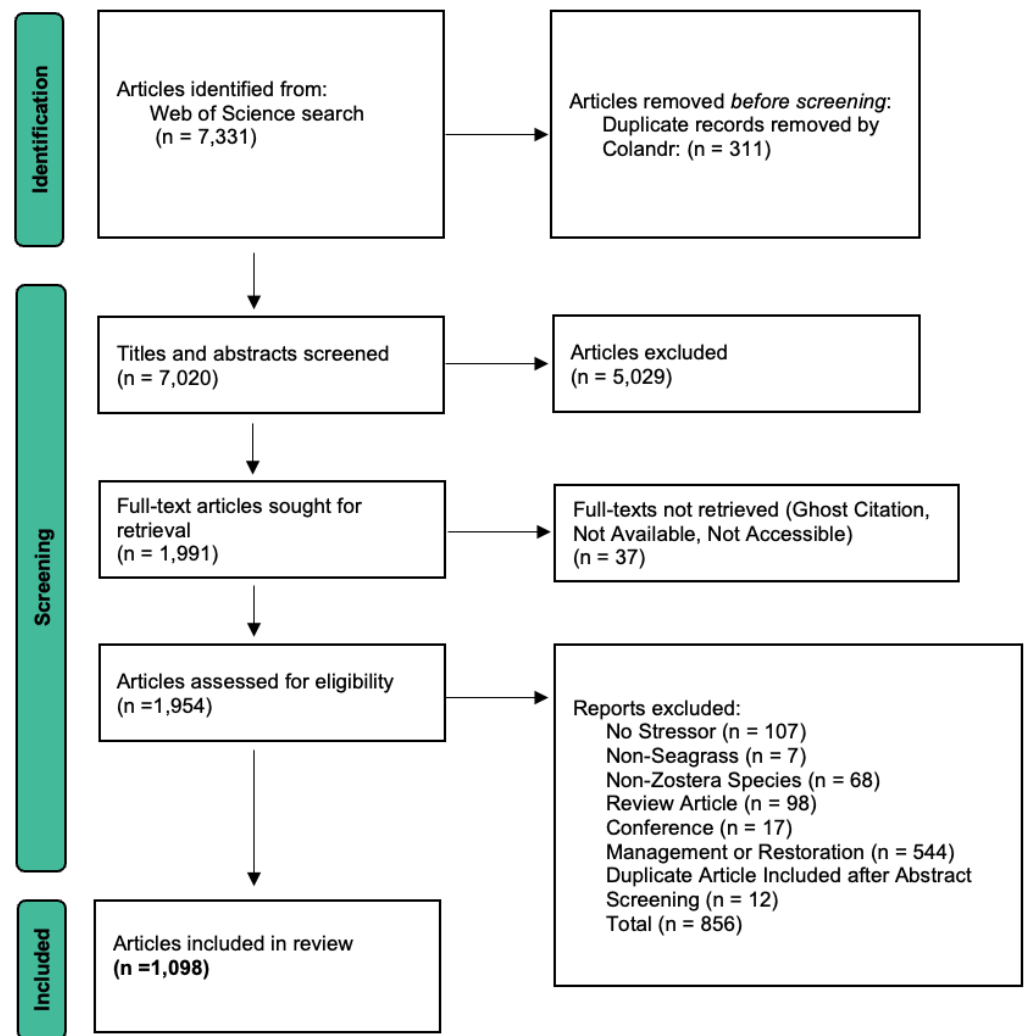 Identification
Articles identified from:
Web of Science search
(n = 7,331)
Articles removed before screening:
Duplicate records removed by
Colandr: (n = 311)
Screening
Titles and abstracts screened
(n = 7,020)
Articles excluded
(n = 5,029)
Full-text articles sought for
retrieval
(n = 1,991)
Full-texts not retrieved (Ghost Citation,
Not Available, Not Accessible)
(n = 37)
Articles assessed for eligibility
(n =1,954)
Reports excluded:
No Stressor (n = 107)
Non-Seagrass (n = 7)
Non-Zostera Species (n = 68)
Review Article (n = 98)
Conference (n = 17)
Management or Restoration (n = 544)
Duplicate Article Included after Abstract
Screening (n = 12)
Total (n = 856)
Included
Articles included in review
(n =1,098)